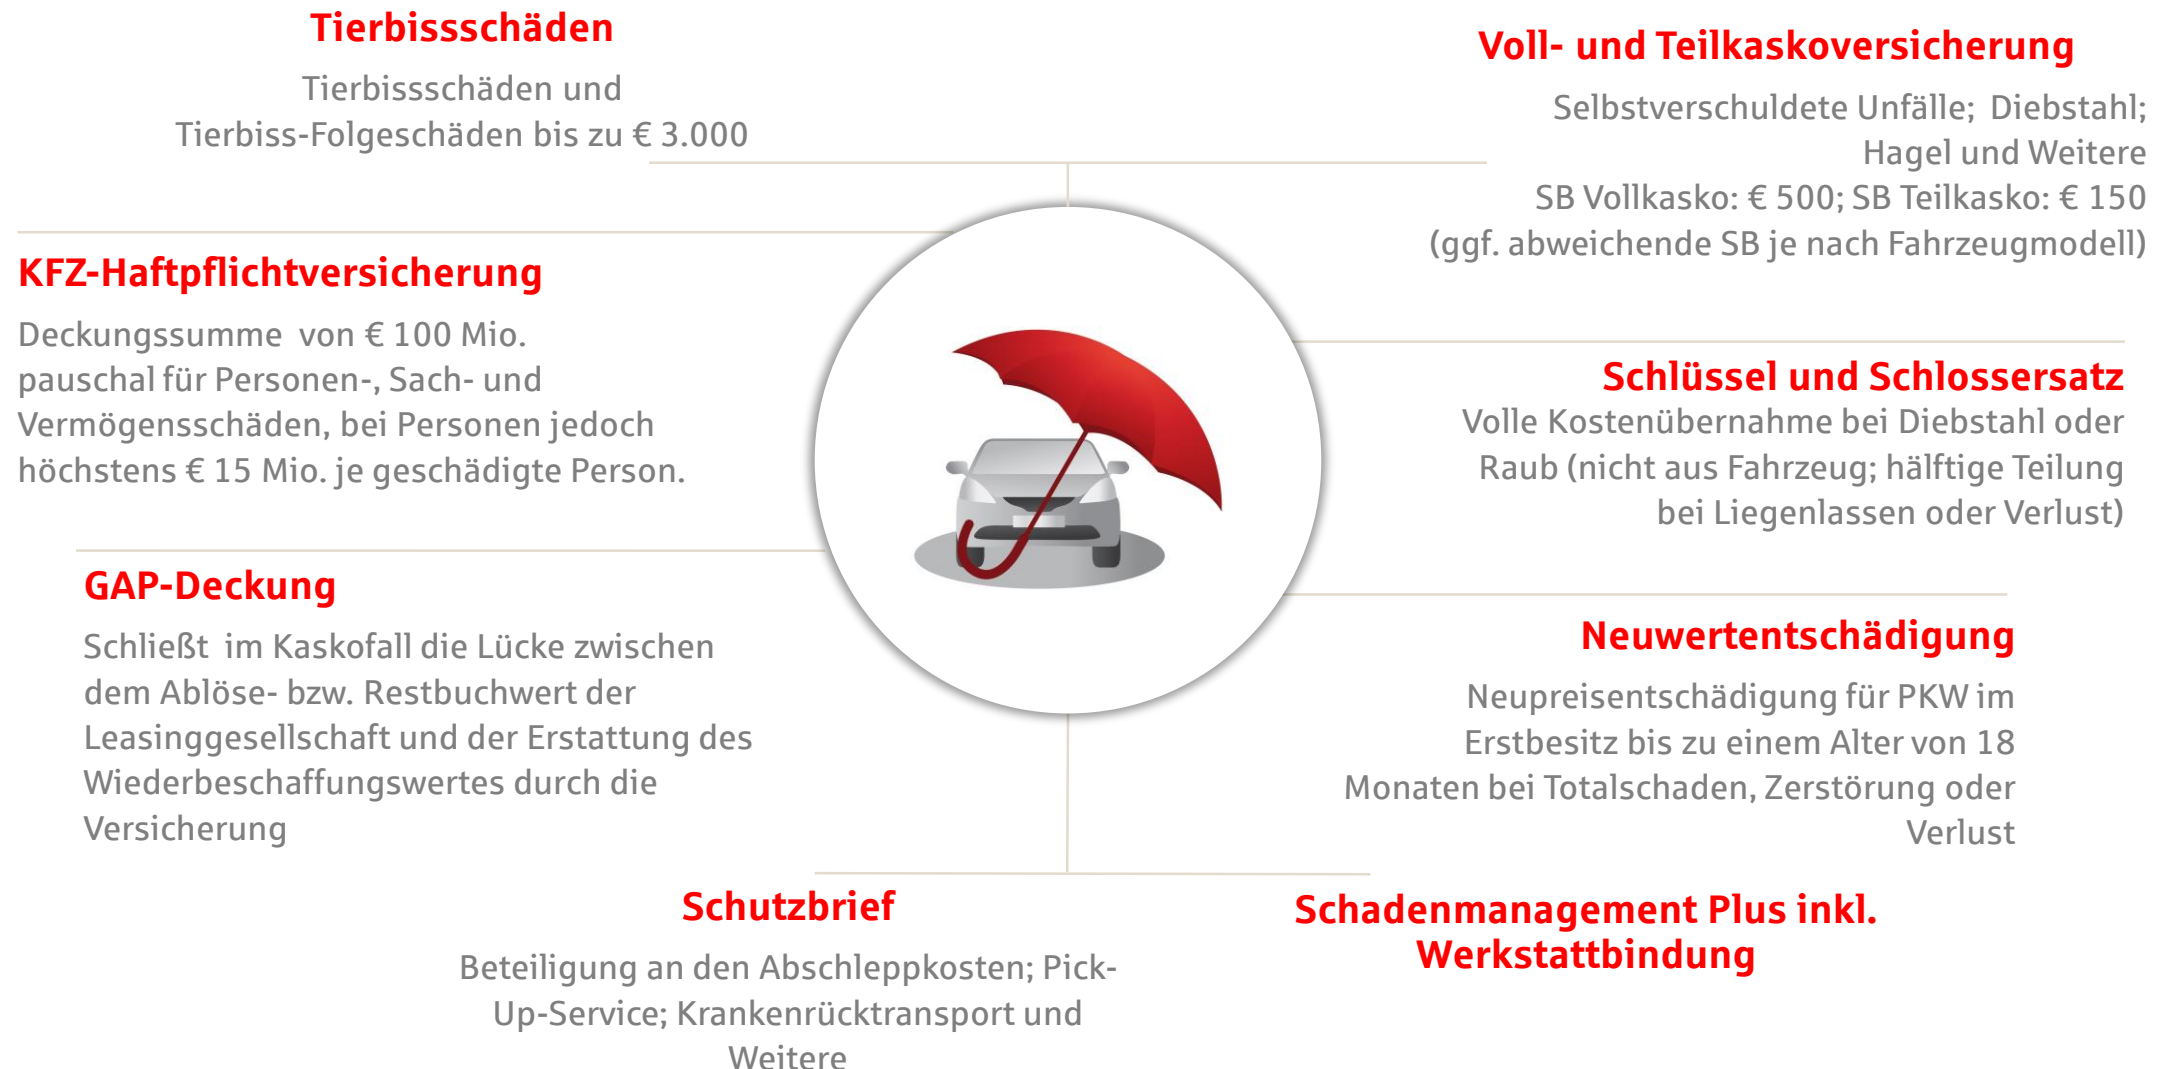 Tierbissschäden
Tierbissschäden und
Tierbiss-Folgeschäden bis zu € 3.000
Voll- und Teilkaskoversicherung
Selbstverschuldete Unfälle; Diebstahl;
Hagel und Weitere
SB Vollkasko: € 500; SB Teilkasko: € 150
(ggf. abweichende SB je nach Fahrzeugmodell)
KFZ-Haftpflichtversicherung
Deckungssumme von € 100 Mio.
pauschal für Personen-, Sach- und
Vermögensschäden, bei Personen jedoch
höchstens € 15 Mio. je geschädigte Person.
Schlüssel und Schlossersatz
Volle Kostenübernahme bei Diebstahl oder
Raub (nicht aus Fahrzeug; hälftige Teilung
bei Liegenlassen oder Verlust)
GAP-Deckung
Schließt im Kaskofall die Lücke zwischen
dem Ablöse- bzw. Restbuchwert der
Leasinggesellschaft und der Erstattung des
Wiederbeschaffungswertes durch die
Versicherung
Neuwertentschädigung
Neupreisentschädigung für PKW im
Erstbesitz bis zu einem Alter von 18
Monaten bei Totalschaden, Zerstörung oder
Verlust
Schutzbrief
Beteiligung an den Abschleppkosten; Pick-
Up-Service; Krankenrücktransport und
Weitere
Schadenmanagement Plus inkl.
Werkstattbindung